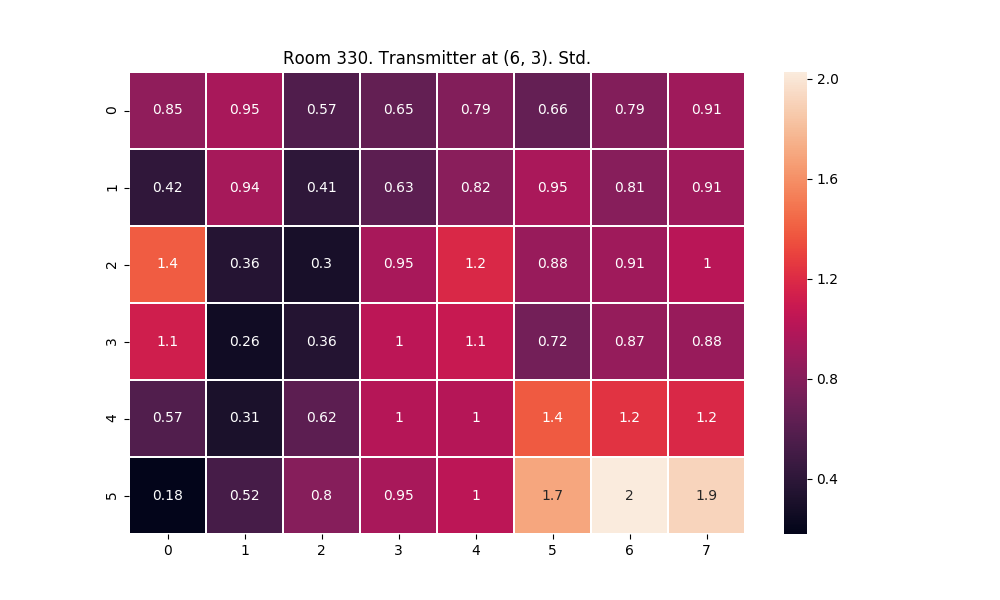 Room 330. Transmitter at (6, 3). Std.
0 0.85 0.95 0.57 0.65 0.79 0.66 0.79 0.91
1 0.42 0.94 0.41 0.63 0.82 0.95 0.81 0.91
2 1.4 0.36 0.3 0.95 1.2 0.88 0.91 1
3 1.1 0.26 0.36 1 1.1 0.72 0.87 0.88
4 0.57 0.31 0.62 1 1 1.4 1.2 1.2
5 0.18 0.52 0.8 0.95 1 1.7 2 1.9
0 1 2 3 4 5 6 7
2.0
1.6
1.2
0.8
0.4